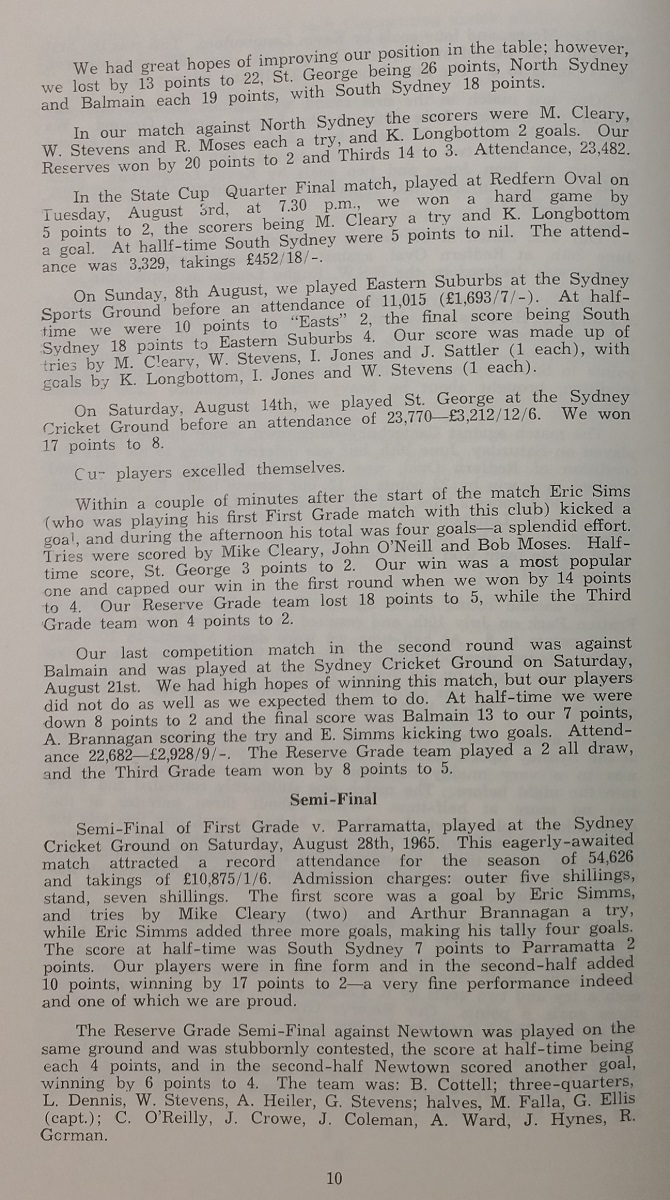 We had great hopes of improving our position in the table; however,
we lost by 13 points to 22, St. George being 26 points, North Sydney
and Balmain each 19 points, with South Sydney 18 points.
In our match against North Sydney the scorers were M. Cleary,
W. Stevens and R. Moses each a try, and K. Longbottom 2 goals. Our
Reserves won by 20 points to 2 and Thirds 14 to 3. Attendance, 23,482.
In the State Cup Quarter Final match, played at Redfern Oval on
Tuesday, August 3rd, at 7.30 p.m., we won a hard game by
5 points to 2, the scorers being M. Cleary a try and K. Longbottom
a goal. At hallf-time South Sydney were 5 points to nil. The attend-
ance was 3,329, takings £452/18/-.
On Sunday, 8th August, we played Eastern Suburbs at the Sydney
Sports Ground before an attendance of 11,015 (£1,693/7/-). At half-
time we were 10 points to "Easts" 2, the final score being South
Sydney 18 points to Eastern Suburbs 4. Our score was made up of
tries by M. Cleary, W. Stevens, I. Jones and J. Sattler (1 each), with
goals by K. Longbottom, I. Jones and W. Stevens (1 each).
On Saturday, August 14th, we played St. George at the Sydney
Cricket Ground before an attendance of 23,770—£3,212/12/6. We won
17 points to 8.
Our players excelled themselves.
Within a couple of minutes after the start of the match Eric Sims
(who was playing his first First Grade match with this club) kicked a
goal, and during the afternoon his total was four goals—a splendid effort.
Tries were scored by Mike Cleary, John O'Neill and Bob Moses. Half-
time score, St. George 3 points to 2. Our win was a most popular
one and capped our win in the first round when we won by 14 points
to 4. Our Reserve Grade team lost 18 points to 5, while the Third
Grade team won 4 points to 2.
Our last competition match in the second round was against
Balmain and was played at the Sydney Cricket Ground on Saturday,
August 21st. We had high hopes of winning this match, but our players
did not do as well as we expected them to do. At half-time we were
down 8 points to 2 and the final score was Balmain 13 to our 7 points,
A. Brannagan scoring the try and E. Simms kicking two goals. Attend-
ance 22,682—£2,928/9/-. The Reserve Grade team played a 2 all draw,
and the Third Grade team won by 8 points to 5.
Semi-Final
Semi-Final of First Grade v. Parramatta, played at the Sydney
Cricket Ground on Saturday, August 28th, 1965. This eagerly-awaited
match attracted a record attendance for the season of 54,626
and takings of £10,875/1/6. Admission charges: outer five shillings,
stand, seven shillings. The first score was a goal by Eric Simms,
and tries by Mike Cleary (two) and Arthur Brannagan a try,
while Eric Simms added three more goals, making his tally four goals.
The score at half-time was South Sydney 7 points to Parramatta 2
points. Our players were in fine form and in the second-half added
10 points, winning by 17 points to 2—a very fine performance indeed
and one of which we are proud.
The Reserve Grade Semi-Final against Newtown was played on the
same ground and was stubbornly contested, the score at half-time being
each 4 points, and in the second-half Newtown scored another goal,
winning by 6 points to 4. The team was: B. Cottell; three-quarters,
L. Dennis, W. Stevens, A. Heiler, G. Stevens; halves, M. Falla, G. Ellis
(capt.); C. O'Reilly, J. Crowe, J. Coleman, A. Ward, J. Hynes, R.
Gorman.
10